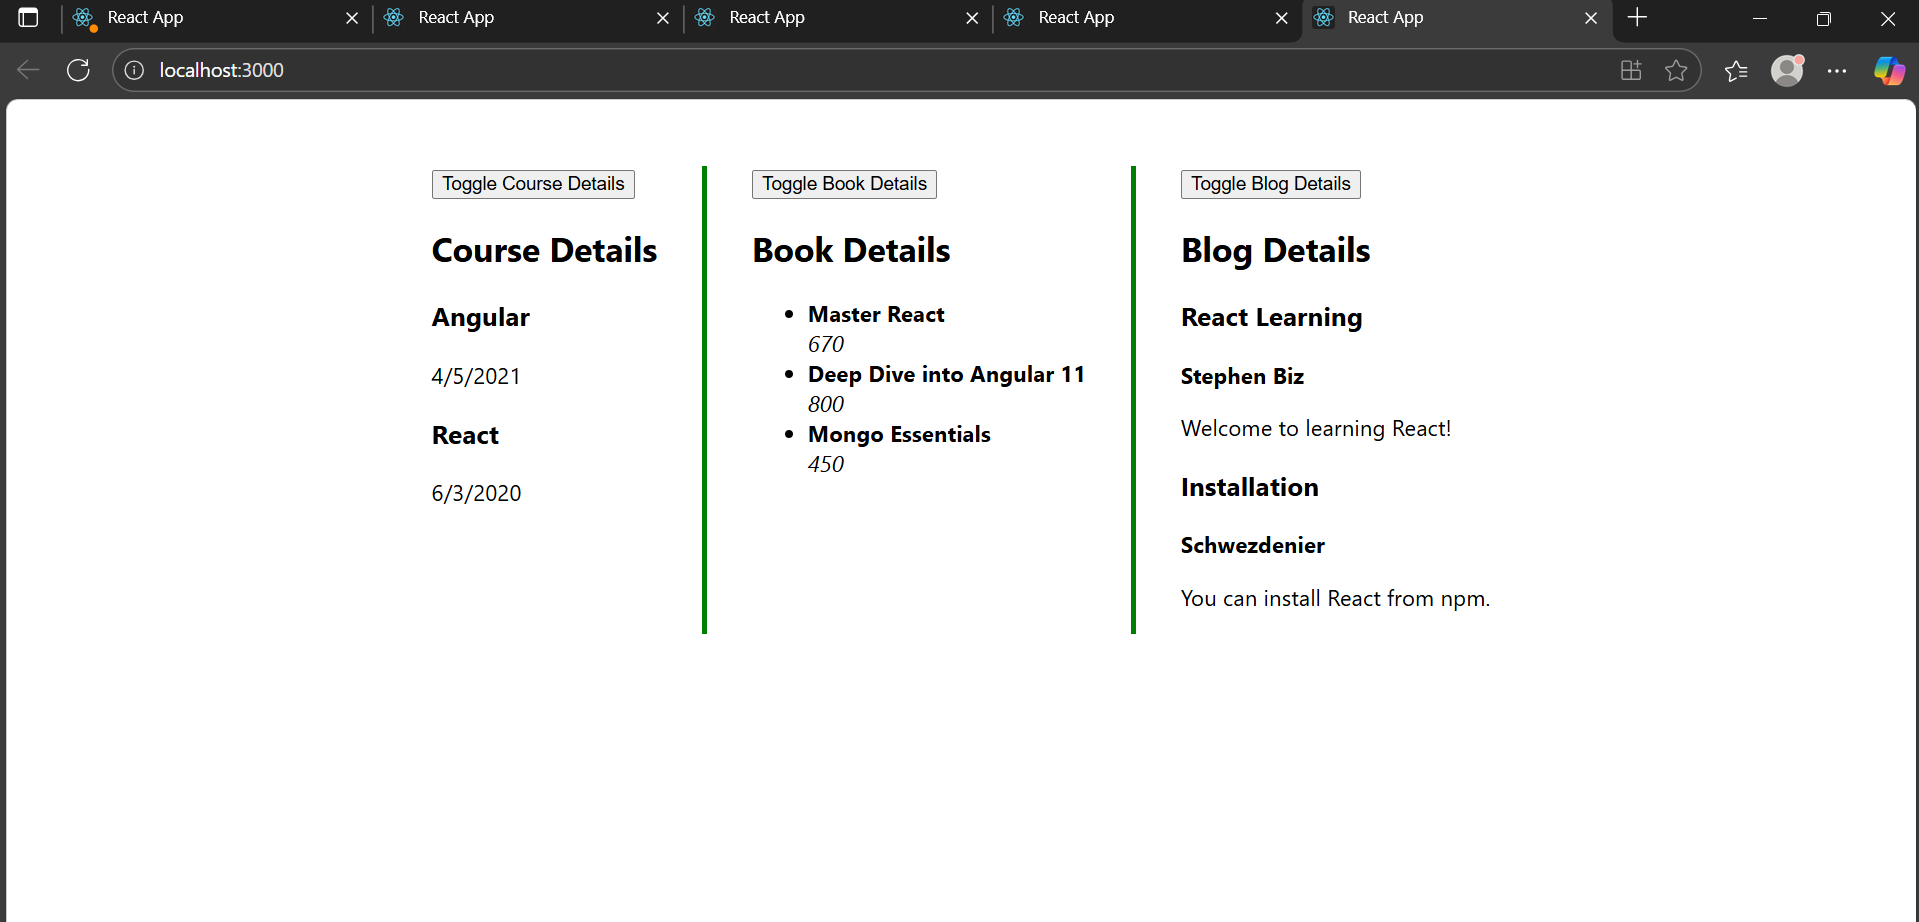 React App
React App
React App
React App
React App
localhost:3000
Toggle Course Details
Course Details
Angular
4/5/2021
React
6/3/2020
Toggle Book Details
Book Details
Master React
670
Deep Dive into Angular 11
800
Mongo Essentials
450
Toggle Blog Details
Blog Details
React Learning
Stephen Biz
Welcome to learning React!
Installation
Schwezdenier
You can install React from npm.